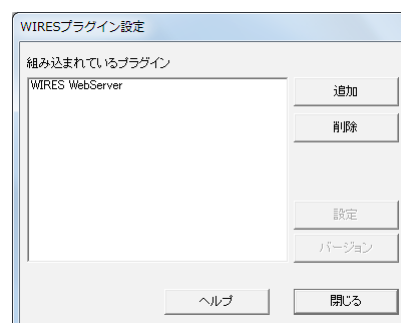 WIRESプラグイン設定
組み込まれているプラグイン
WIRES WebServer
追加
削除
設定
バージョン
ヘルプ
閉じる